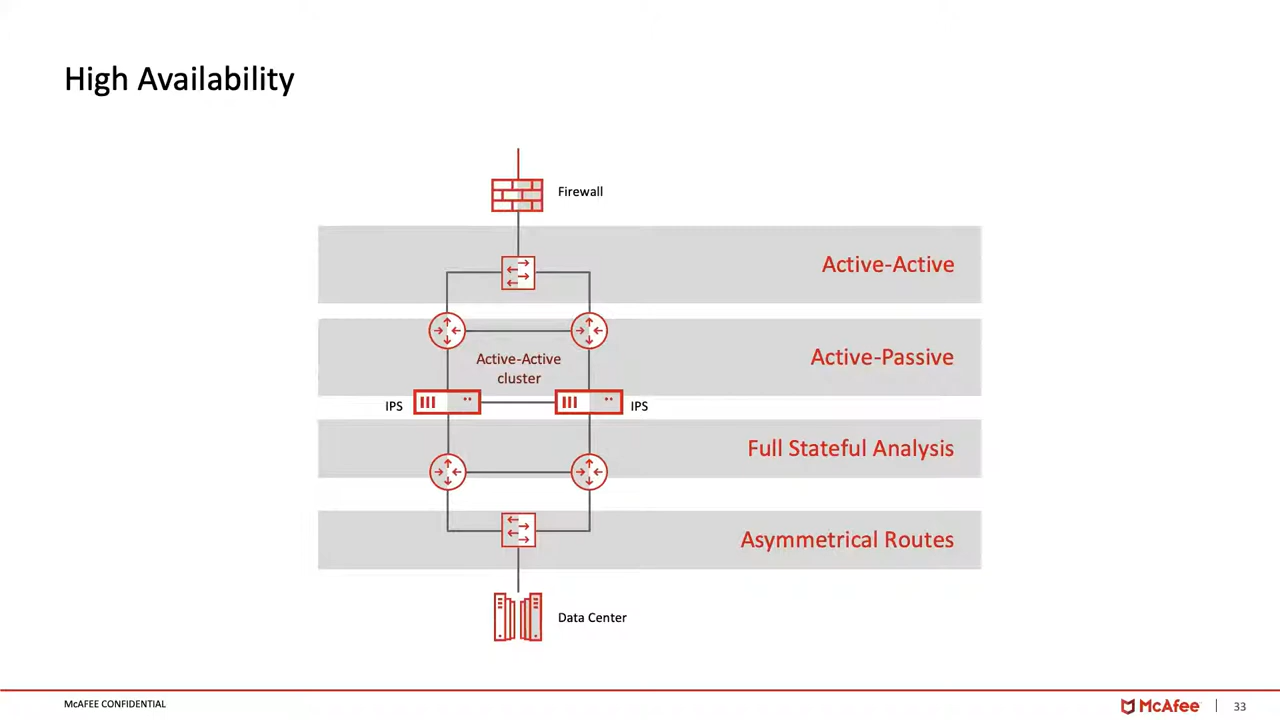 High Availability
Firewall
Active-Active
Active-Passive
Active-Active
cluster
IPS
IPS
Full Stateful Analysis
Asymmetrical Routes
Data Center
McAFEE CONFIDENTIAL
McAfee
33